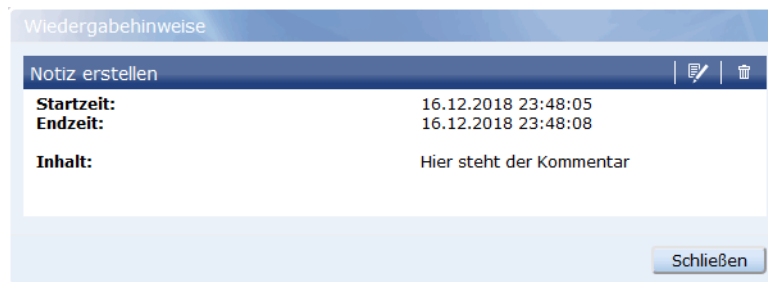 Wiedergabehinweise
Notiz erstellen
Startzeit: 16.12.2018 23:48:05
Endzeit: 16.12.2018 23:48:08
Inhalt: Hier steht der Kommentar
Schließen